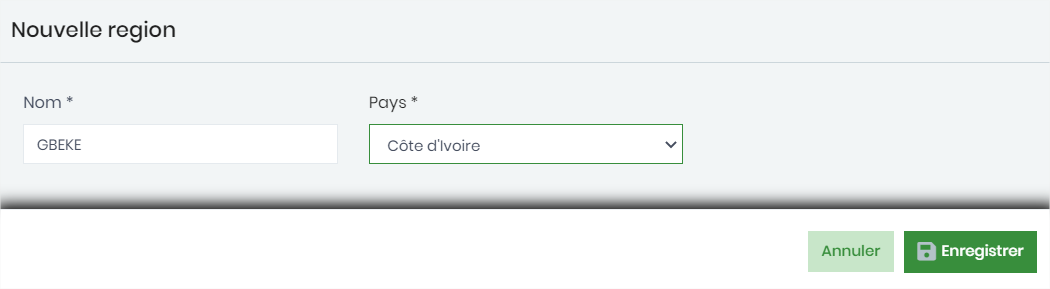 Nouvelle region
Nom * Pays *
GBEKE Côte d'Ivoire
Annuler Enregistrer